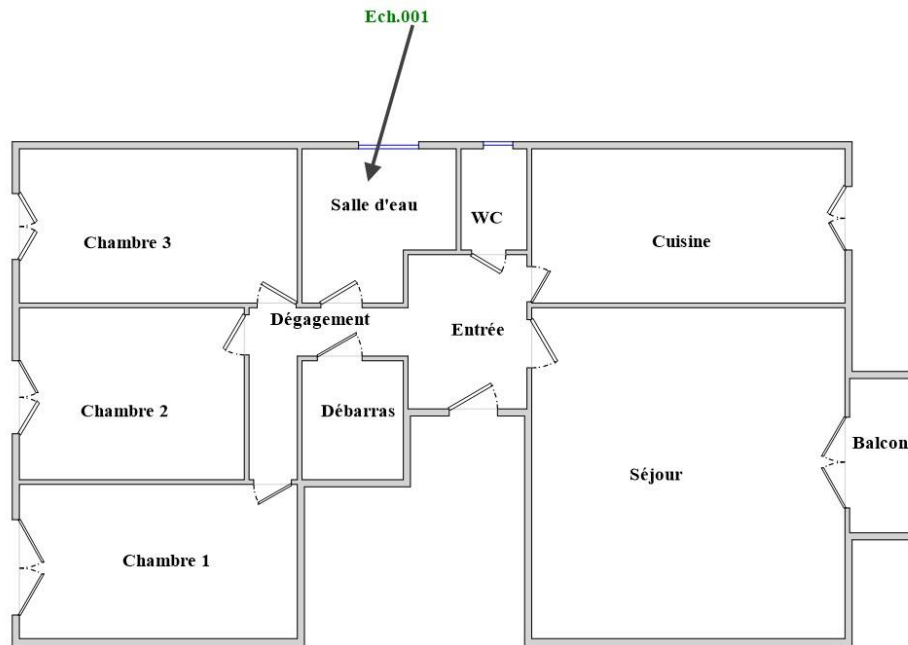 Ech.001
Salle d'eau
WC
Chambre 3
Cuisine
Dégagement
Entrée
Chambre 2
Débarras
Balcon
Séjour
Chambre 1